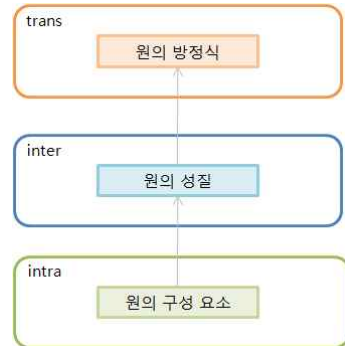 trans
원의 방정식
inter
원의 성질
intra
원의 구성 요소